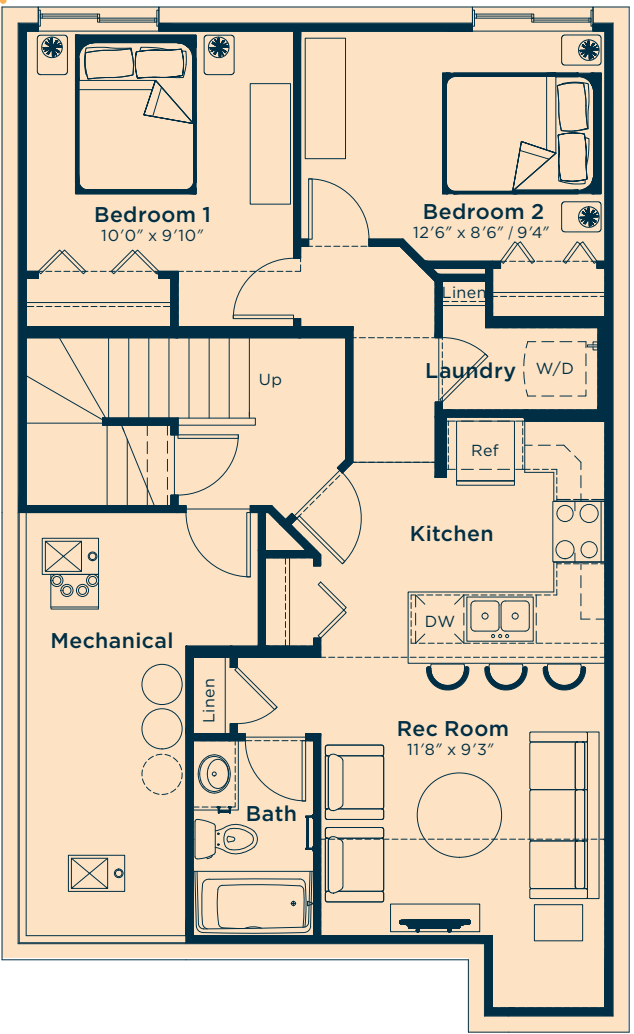 Bedroom 1
10′0″ x 9′10″
Bedroom 2
12′6″ x 8′6″ / 9′4″
Linen
Laundry
W/D
Up
Ref
Kitchen
DW
Mechanical
Linen
Rec Room
11′8″ x 9′3″
Bath